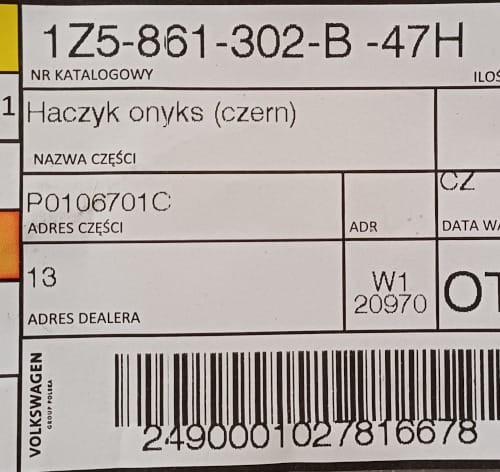 1Z5-861-302-B -47H
NR KATALOGOWY
ILOŚ
1
Haczyk onyks (czern)
NAZWA CZĘŚCI
CZ
P0106701C
ADRES CZĘŚCI
ADR
DATA WA
13
W1
20970
OT
ADRES DEALERA
VOLKSWAGEN
GROUP POLSKA
2490001027816678